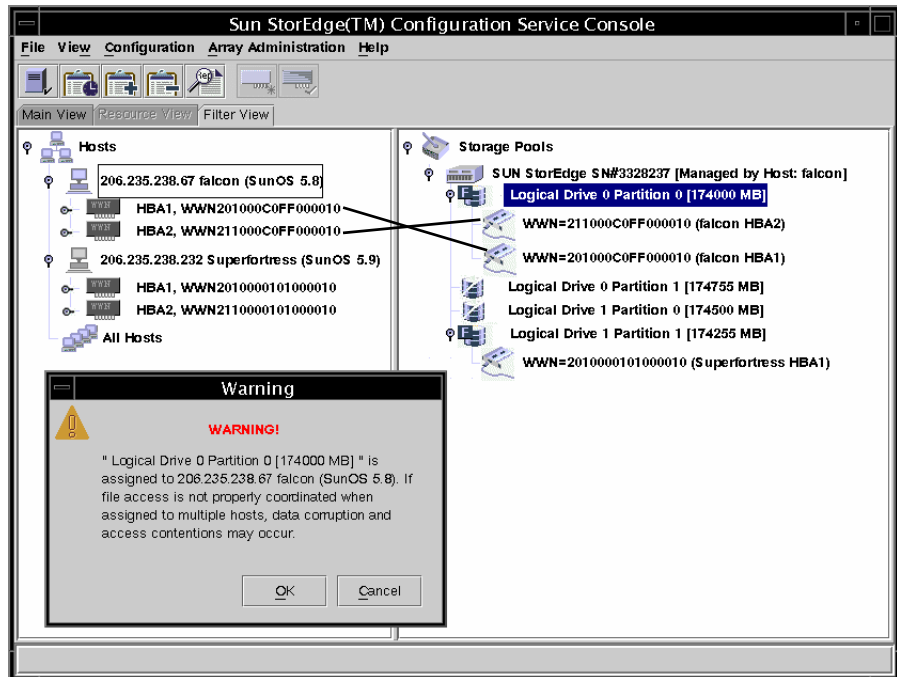 Sun StorEdge(TM) Configuration Service Console
File View Configuration Array Administration Help
Main View Resource View Filter View
Hosts
206.235.238.67 falcon (SunOS 5.8)
HBA1, WWN201000C0FF000010
HBA2, WWN211000C0FF000010
206.235.238.232 Superfortress (SunOS 5.9)
HBA1, WWN2010000101000010
HBA2, WWN2110000101000010
All Hosts
Storage Pools
SUN StorEdge SN#3328237 [Managed by Host: falcon]
Logical Drive 0 Partition 0 [174000 MB]
WWN=211000C0FF000010 (falcon HBA2)
WWN=201000C0FF000010 (falcon HBA1)
Logical Drive 0 Partition 1 [174755 MB]
Logical Drive 1 Partition 0 [174500 MB]
Logical Drive 1 Partition 1 [174255 MB]
WWN=2010000101000010 (Superfortress HBA1)
Warning
WARNING!
" Logical Drive 0 Partition 0 [174000 MB] " is
assigned to 206.235.238.67 falcon (SunOS 5.8). If
file access is not properly coordinated when
assigned to multiple hosts, data corruption and
access contentions may occur.
OK Cancel